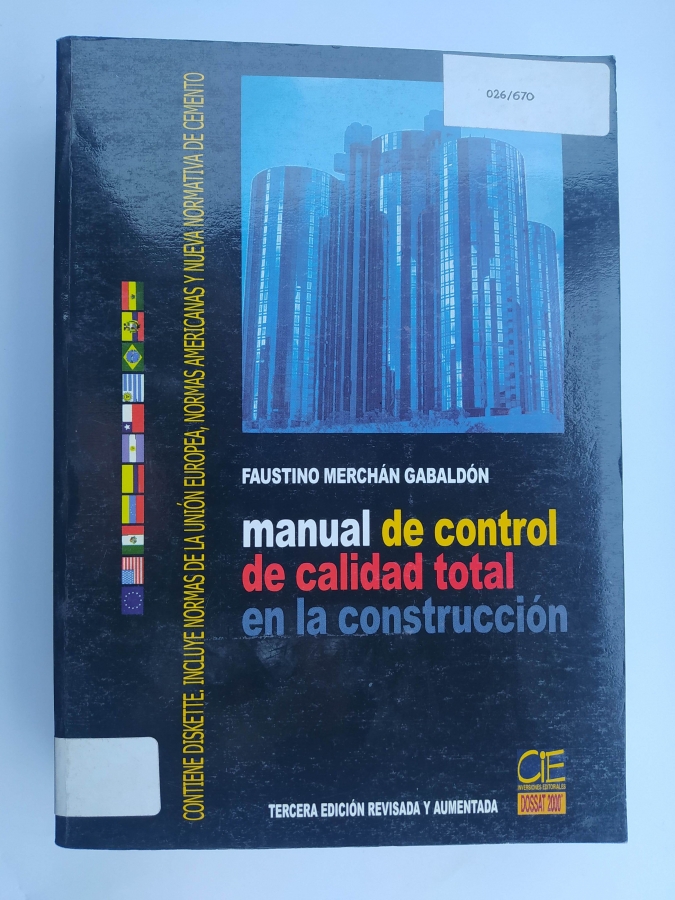 026/670
CONTIENE DISKETTE. INCLUYE NORMAS DE LA UNIÓN EUROPEA, NORMAS AMERICANAS Y NUEVA NORMATIVA DE CEMENTO
FAUSTINO MERCHÁN GABALDÓN
manual de control
de calidad total
en la construcción
CiE
INVERSIONES EDITORIALES
DOSSAT 2000
TERCERA EDICIÓN REVISADA Y AUMENTADA